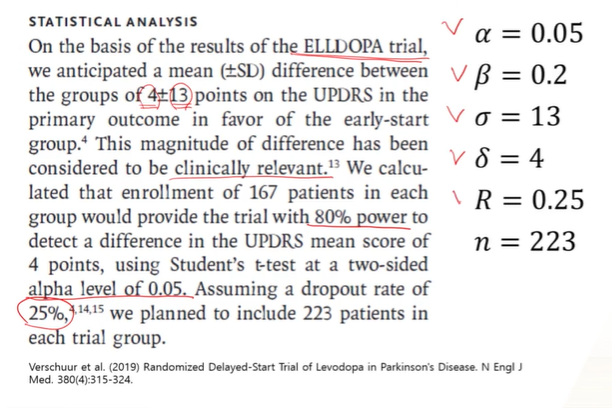 STATISTICAL ANALYSIS
On the basis of the results of the ELLDOPA trial,
we anticipated a mean (±SD) difference between
the groups of 4±13 points on the UPDRS in the
primary outcome in favor of the early-start
group.⁴ This magnitude of difference has been
considered to be clinically relevant.¹³ We calcu-
lated that enrollment of 167 patients in each
group would provide the trial with 80% power to
detect a difference in the UPDRS mean score of
4 points, using Student's t-test at a two-sided
alpha level of 0.05. Assuming a dropout rate of
25%,⁴,¹⁴,¹⁵ we planned to include 223 patients in
each trial group.
α = 0.05
β = 0.2
σ = 13
δ = 4
R = 0.25
n = 223
Verschuur et al. (2019) Randomized Delayed-Start Trial of Levodopa in Parkinson's Disease. N Engl J
Med. 380(4):315-324.